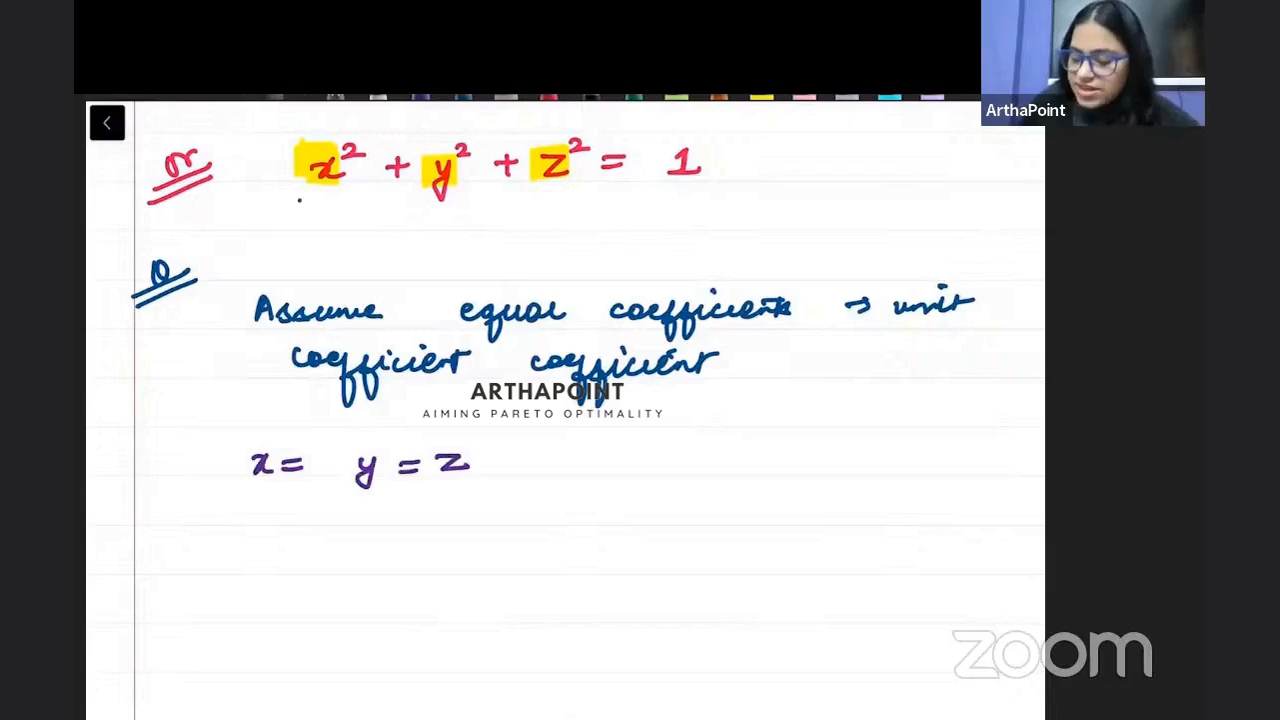 ArthaPoint
or x² + y² + z² = 1
Q
Assume equal coefficients → unit
coefficient coefficient
ARTHAPOINT
AIMING PARETO OPTIMALITY
x = y = z
zoom